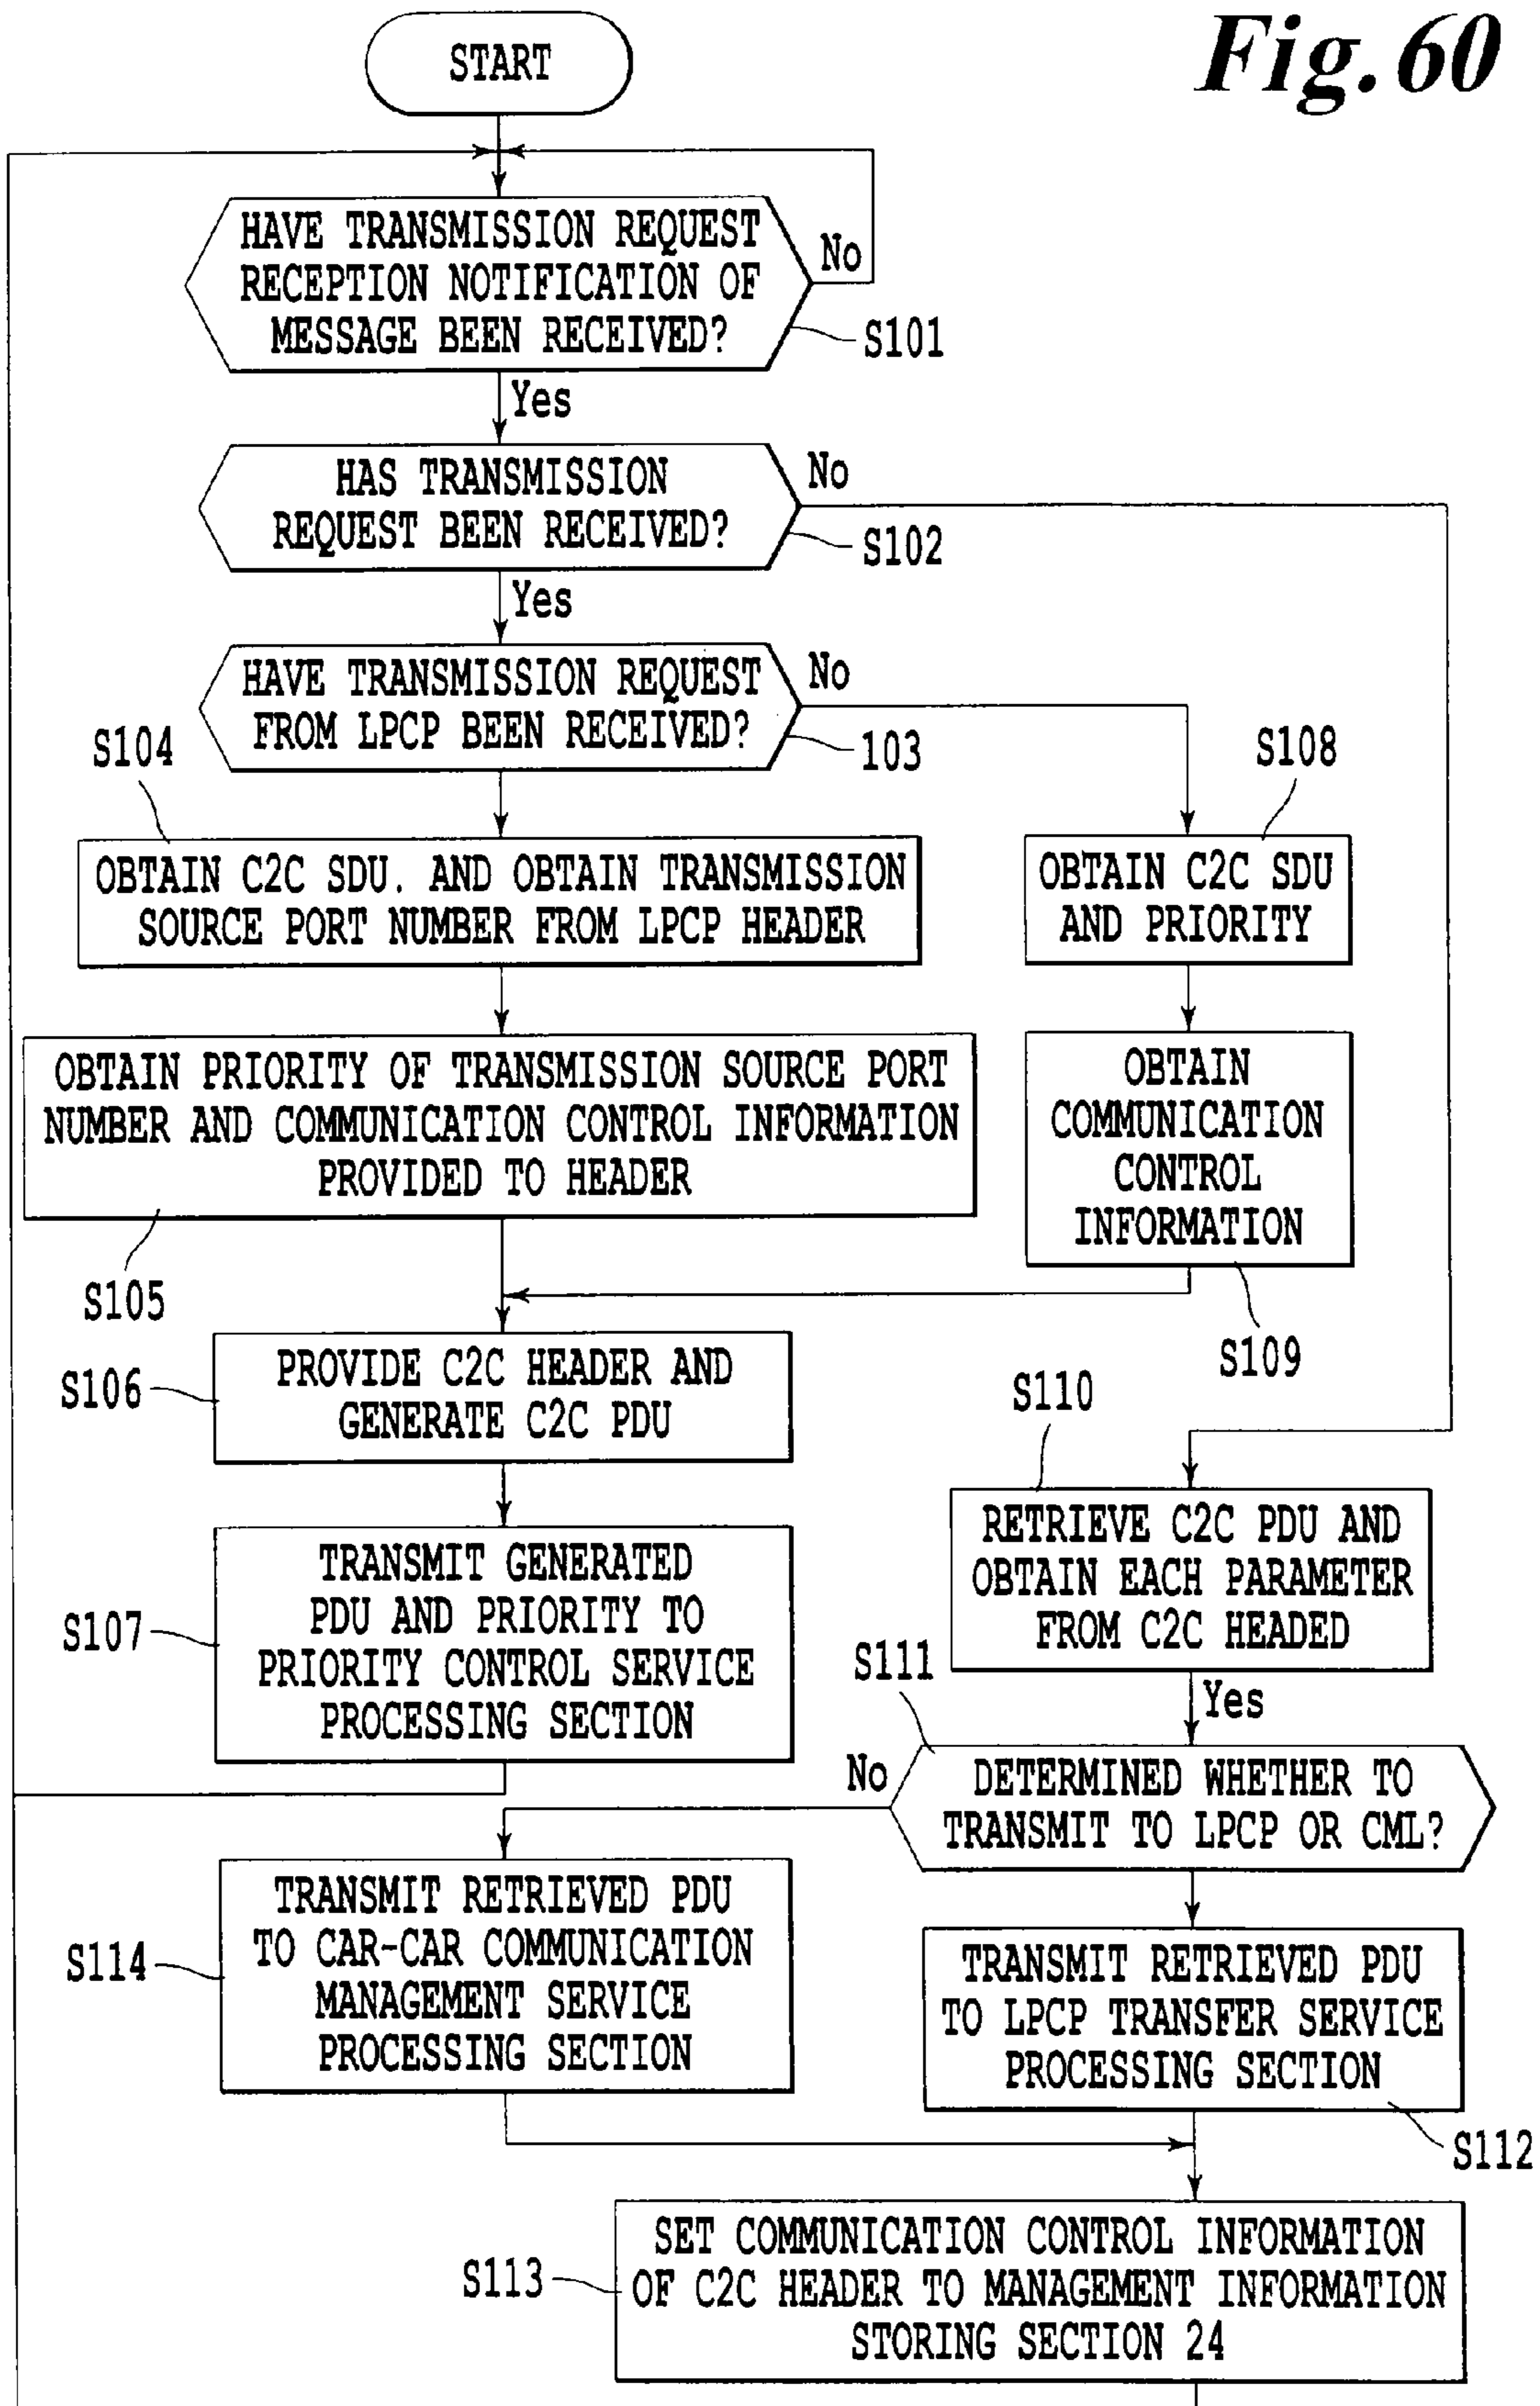 Fig. 60
START
HAVE TRANSMISSION REQUEST
RECEPTION NOTIFICATION OF
MESSAGE BEEN RECEIVED?
No
S101
Yes
HAS TRANSMISSION
REQUEST BEEN RECEIVED?
No
S102
Yes
HAVE TRANSMISSION REQUEST
FROM LPCP BEEN RECEIVED?
No
103
S104
S108
OBTAIN C2C SDU. AND OBTAIN TRANSMISSION
SOURCE PORT NUMBER FROM LPCP HEADER
OBTAIN C2C SDU
AND PRIORITY
OBTAIN PRIORITY OF TRANSMISSION SOURCE PORT
NUMBER AND COMMUNICATION CONTROL INFORMATION
PROVIDED TO HEADER
S105
OBTAIN
COMMUNICATION
CONTROL
INFORMATION
S109
PROVIDE C2C HEADER AND
GENERATE C2C PDU
S106
S110
TRANSMIT GENERATED
PDU AND PRIORITY TO
PRIORITY CONTROL SERVICE
PROCESSING SECTION
S107
RETRIEVE C2C PDU AND
OBTAIN EACH PARAMETER
FROM C2C HEADED
S111
Yes
No
DETERMINED WHETHER TO
TRANSMIT TO LPCP OR CML?
TRANSMIT RETRIEVED PDU
TO CAR-CAR COMMUNICATION
MANAGEMENT SERVICE
PROCESSING SECTION
S114
TRANSMIT RETRIEVED PDU
TO LPCP TRANSFER SERVICE
PROCESSING SECTION
S112
SET COMMUNICATION CONTROL INFORMATION
OF C2C HEADER TO MANAGEMENT INFORMATION
STORING SECTION 24
S113